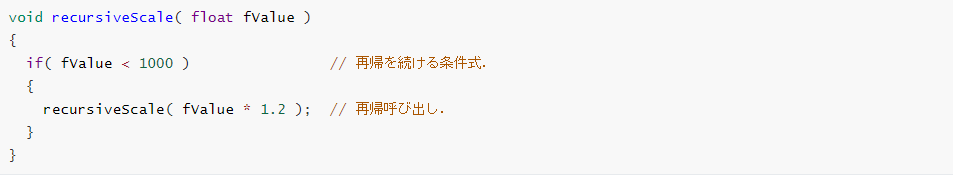 void recursiveScale( float fValue )
{
  if( fValue < 1000 )                 // 再帰を続ける条件式.
  {
    recursiveScale( fValue * 1.2 );  // 再帰呼び出し.
  }
}